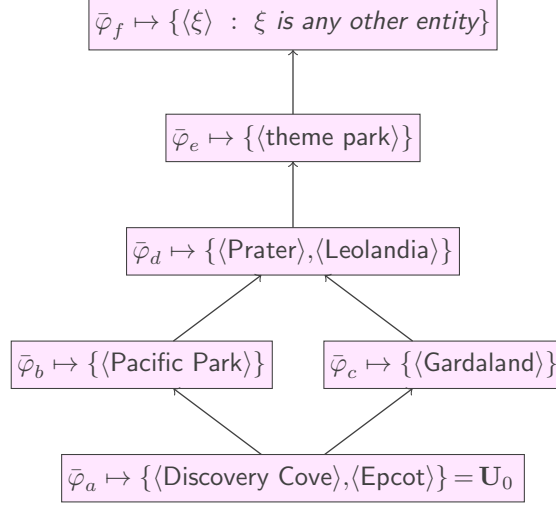 φ̄_f ↦ {⟨ξ⟩ : ξ is any other entity}
φ̄_e ↦ {⟨theme park⟩}
φ̄_d ↦ {⟨Prater⟩,⟨Leolandia⟩}
φ̄_b ↦ {⟨Pacific Park⟩}
φ̄_c ↦ {⟨Gardaland⟩}
φ̄_a ↦ {⟨Discovery Cove⟩,⟨Epcot⟩} = U₀